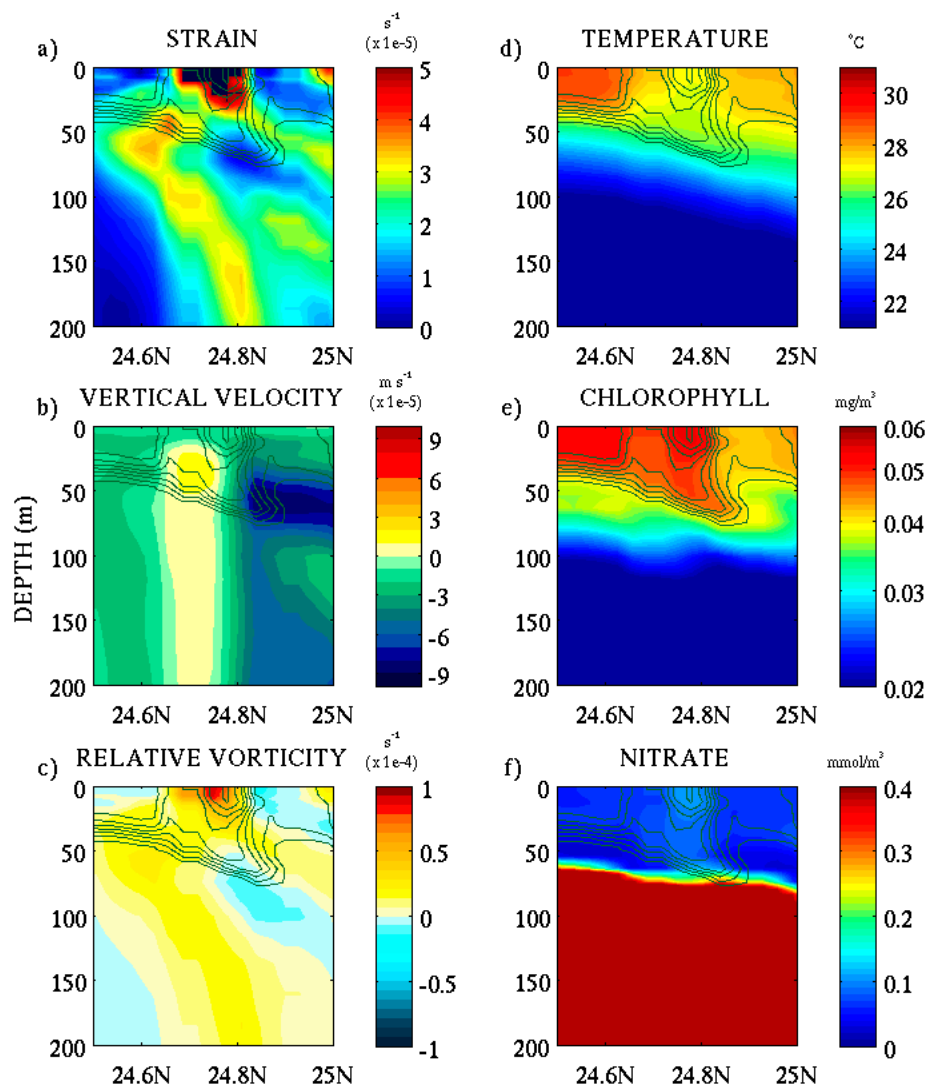 a) STRAIN
s⁻¹
(x 1e-5)
0
50
100
150
200
24.6N 24.8N 25N
5
4
3
2
1
0
d) TEMPERATURE
°C
0
50
100
150
200
24.6N 24.8N 25N
30
28
26
24
22
b) VERTICAL VELOCITY
m s⁻¹
(x 1e-5)
DEPTH (m)
0
50
100
150
200
24.6N 24.8N 25N
9
6
3
1
0
-1
-3
-6
-9
e) CHLOROPHYLL
mg/m³
0
50
100
150
200
24.6N 24.8N 25N
0.06
0.05
0.04
0.03
0.02
c) RELATIVE VORTICITY
s⁻¹
(x 1e-4)
0
50
100
150
200
24.6N 24.8N 25N
1
0.5
0
-0.5
-1
f) NITRATE
mmol/m³
0
50
100
150
200
24.6N 24.8N 25N
0.4
0.3
0.2
0.1
0